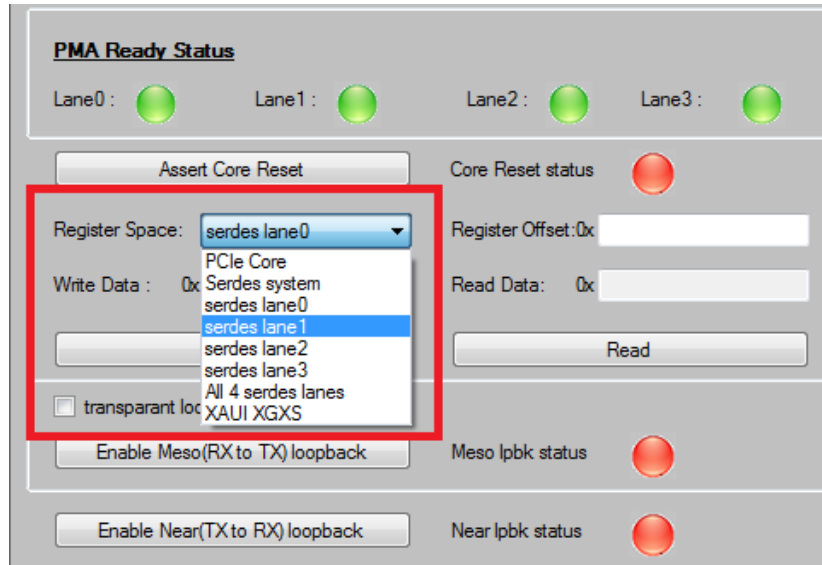 PMA Ready Status
Lane0 : Lane1 : Lane2 : Lane3 :
Assert Core Reset Core Reset status
Register Space: serdes lane0 Register Offset:0x
PCIe Core
Write Data : 0x Serdes system Read Data: 0x
serdes lane0
serdes lane1
serdes lane2 Read
serdes lane3
All 4 serdes lanes
transparant XAUI XGXS
Enable Meso(RX to TX) loopback Meso lpbk status
Enable Near(TX to RX) loopback Near lpbk status